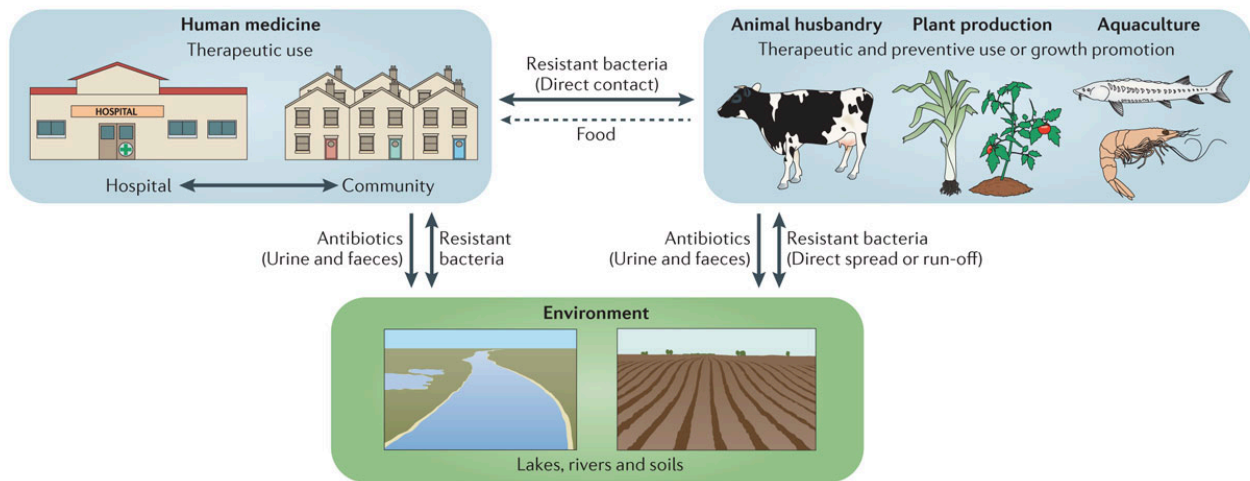 Human medicine
Therapeutic use
HOSPITAL
Hospital
Community
Resistant bacteria
(Direct contact)
Food
Animal husbandry
Plant production
Aquaculture
Therapeutic and preventive use or growth promotion
Antibiotics
(Urine and faeces)
Resistant
bacteria
Antibiotics
(Urine and faeces)
Resistant bacteria
(Direct spread or run-off)
Environment
Lakes, rivers and soils